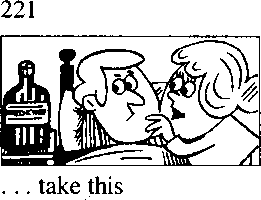 221
. . . take this